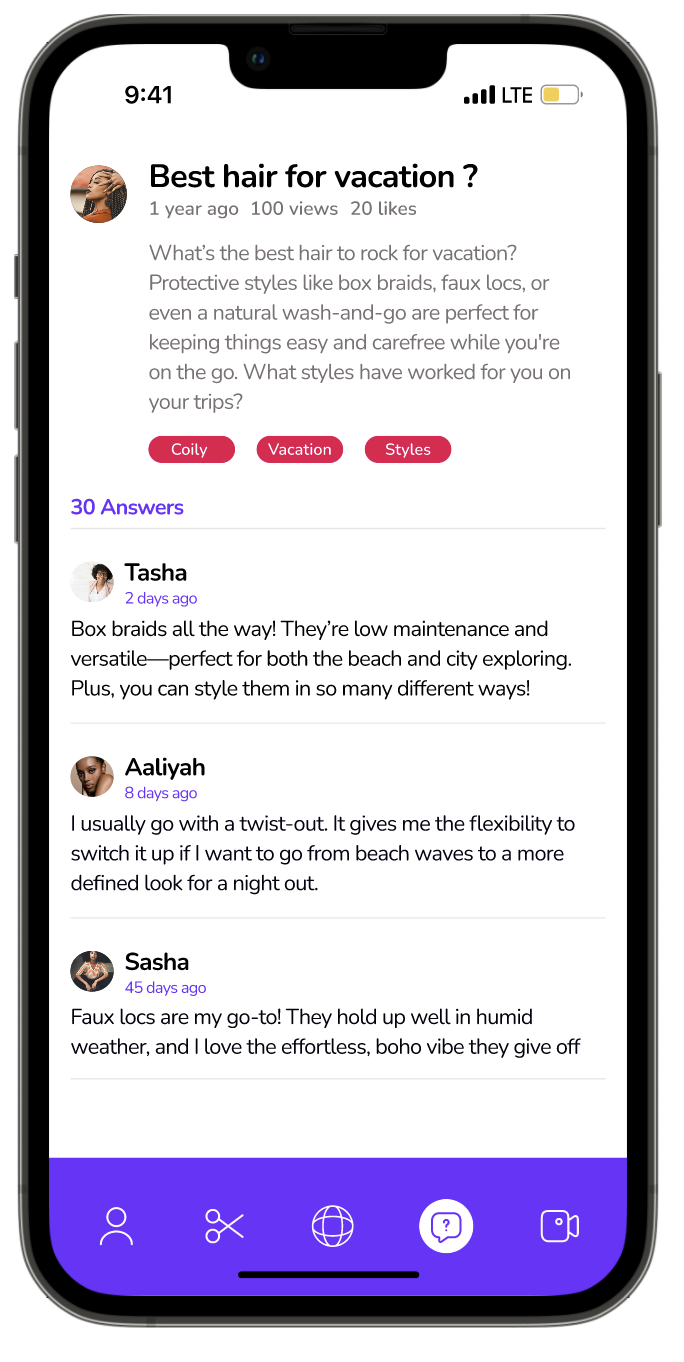 9:41 LTE
Best hair for vacation ?
1 year ago 100 views 20 likes
What’s the best hair to rock for vacation?
Protective styles like box braids, faux locs, or
even a natural wash-and-go are perfect for
keeping things easy and carefree while you're
on the go. What styles have worked for you on
your trips?
Coily Vacation Styles
30 Answers
Tasha
2 days ago
Box braids all the way! They’re low maintenance and
versatile—perfect for both the beach and city exploring.
Plus, you can style them in so many different ways!
Aaliyah
8 days ago
I usually go with a twist-out. It gives me the flexibility to
switch it up if I want to go from beach waves to a more
defined look for a night out.
Sasha
45 days ago
Faux locs are my go-to! They hold up well in humid
weather, and I love the effortless, boho vibe they give off
?